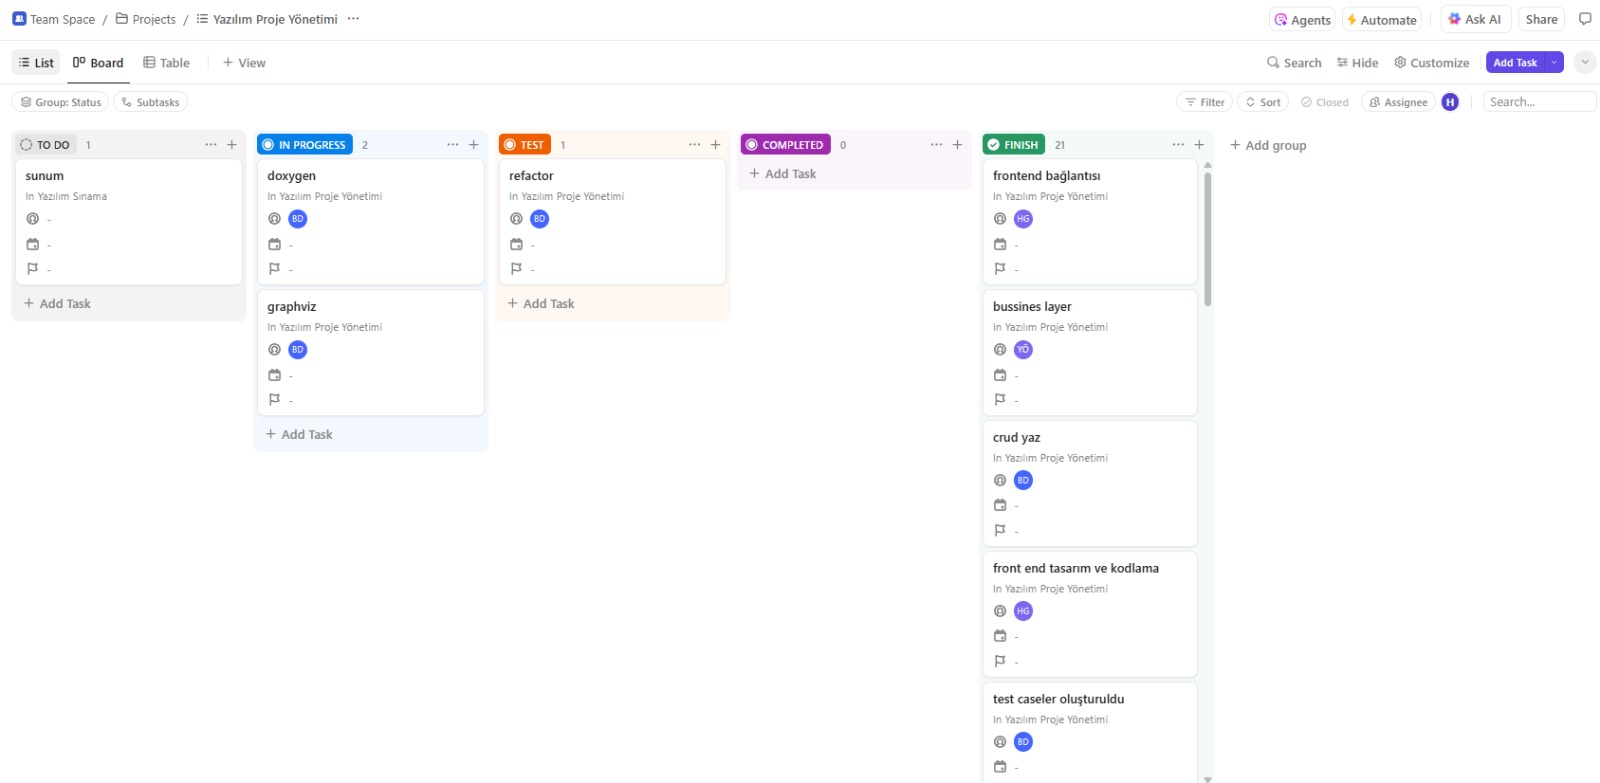 Team Space / Projects / Yazılım Proje Yönetimi ...
Agents Automate Ask AI Share
List Board Table + View
Search Hide Customize Add Task
Group: Status Subtasks
Filter Sort Closed Assignee H Search...
TO DO 1 ... +
sunum
In Yazılım Sınama
-
-
-
+ Add Task
IN PROGRESS 2 ... +
doxygen
In Yazılım Proje Yönetimi
BD
-
-
graphviz
In Yazılım Proje Yönetimi
BD
-
-
+ Add Task
TEST 1 ... +
refactor
In Yazılım Proje Yönetimi
BD
-
-
+ Add Task
COMPLETED 0 ... +
+ Add Task
FINISH 21 ... +
frontend bağlantısı
In Yazılım Proje Yönetimi
HG
-
-
bussines layer
In Yazılım Proje Yönetimi
YÖ
-
-
crud yaz
In Yazılım Proje Yönetimi
BD
-
-
front end tasarım ve kodlama
In Yazılım Proje Yönetimi
HG
-
-
test caseler oluşturuldu
In Yazılım Proje Yönetimi
BD
-
+ Add group